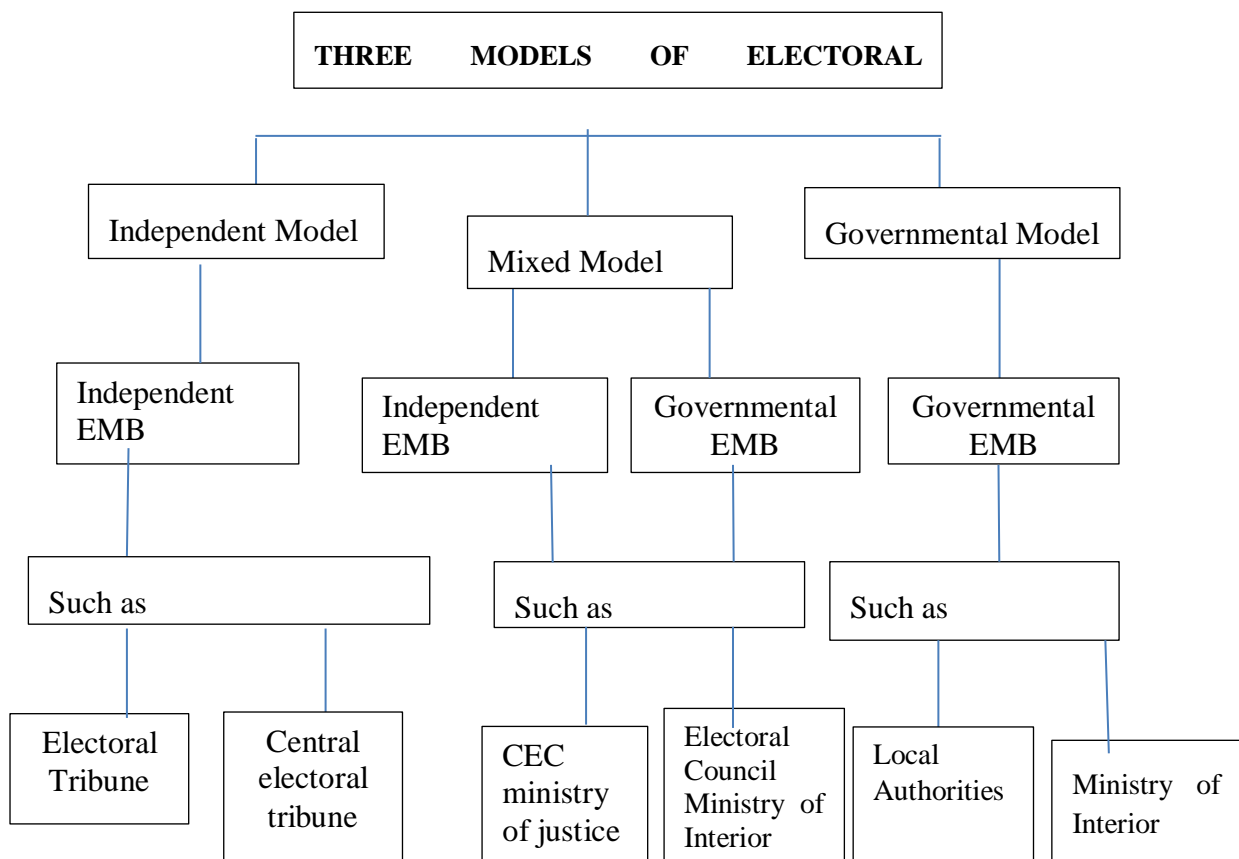 THREE MODELS OF ELECTORAL
Independent Model
Mixed Model
Governmental Model
Independent
EMB
Independent
EMB
Governmental
EMB
Governmental
EMB
Such as
Such as
Such as
Electoral
Tribune
Central
electoral
tribune
CEC
ministry
of justice
Electoral
Council
Ministry of
Interior
Local
Authorities
Ministry of
Interior